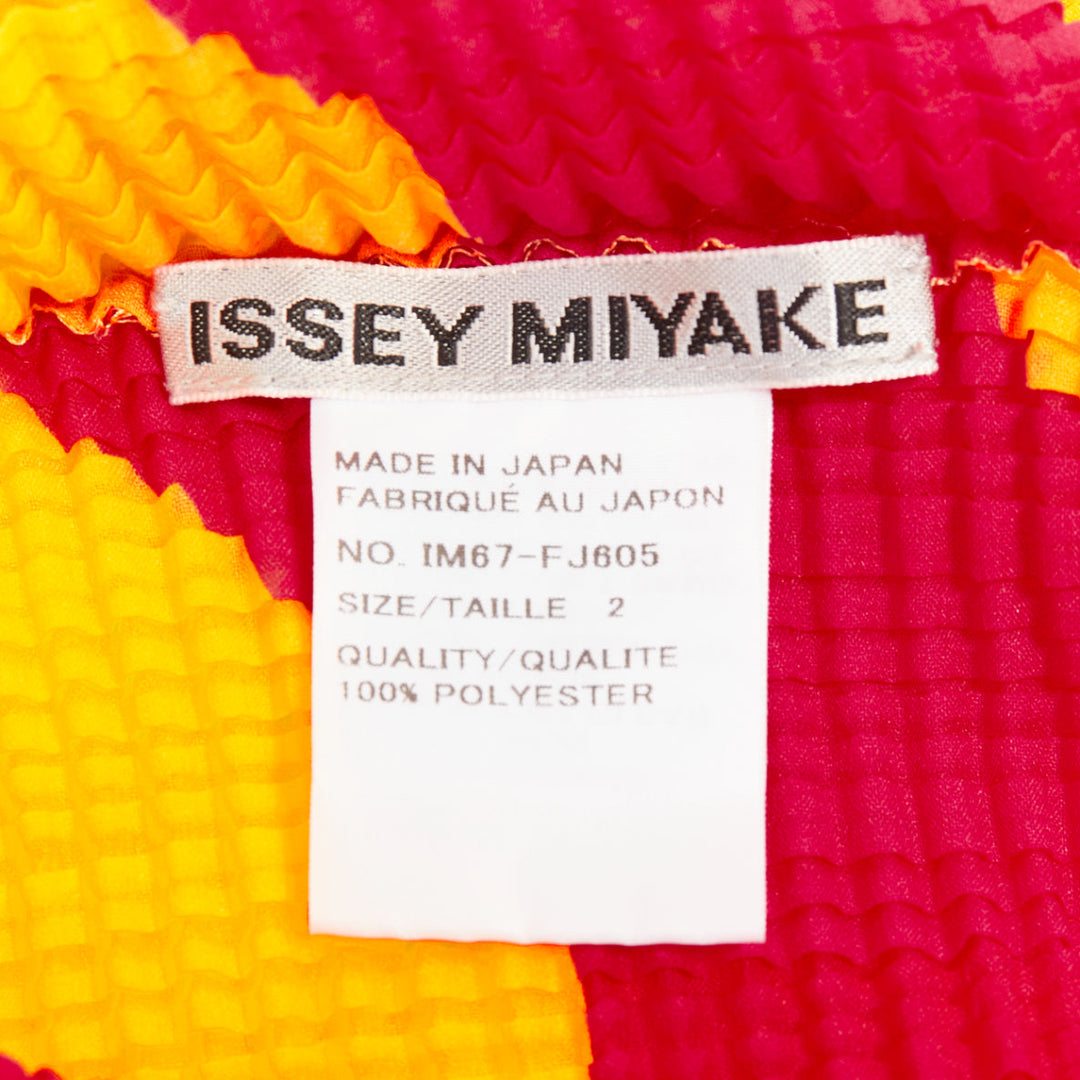 ISSEY MIYAKE
MADE IN JAPAN
FABRIQUÉ AU JAPON
NO. IM67-FJ605
SIZE/TAILLE 2
QUALITY/QUALITE
100% POLYESTER